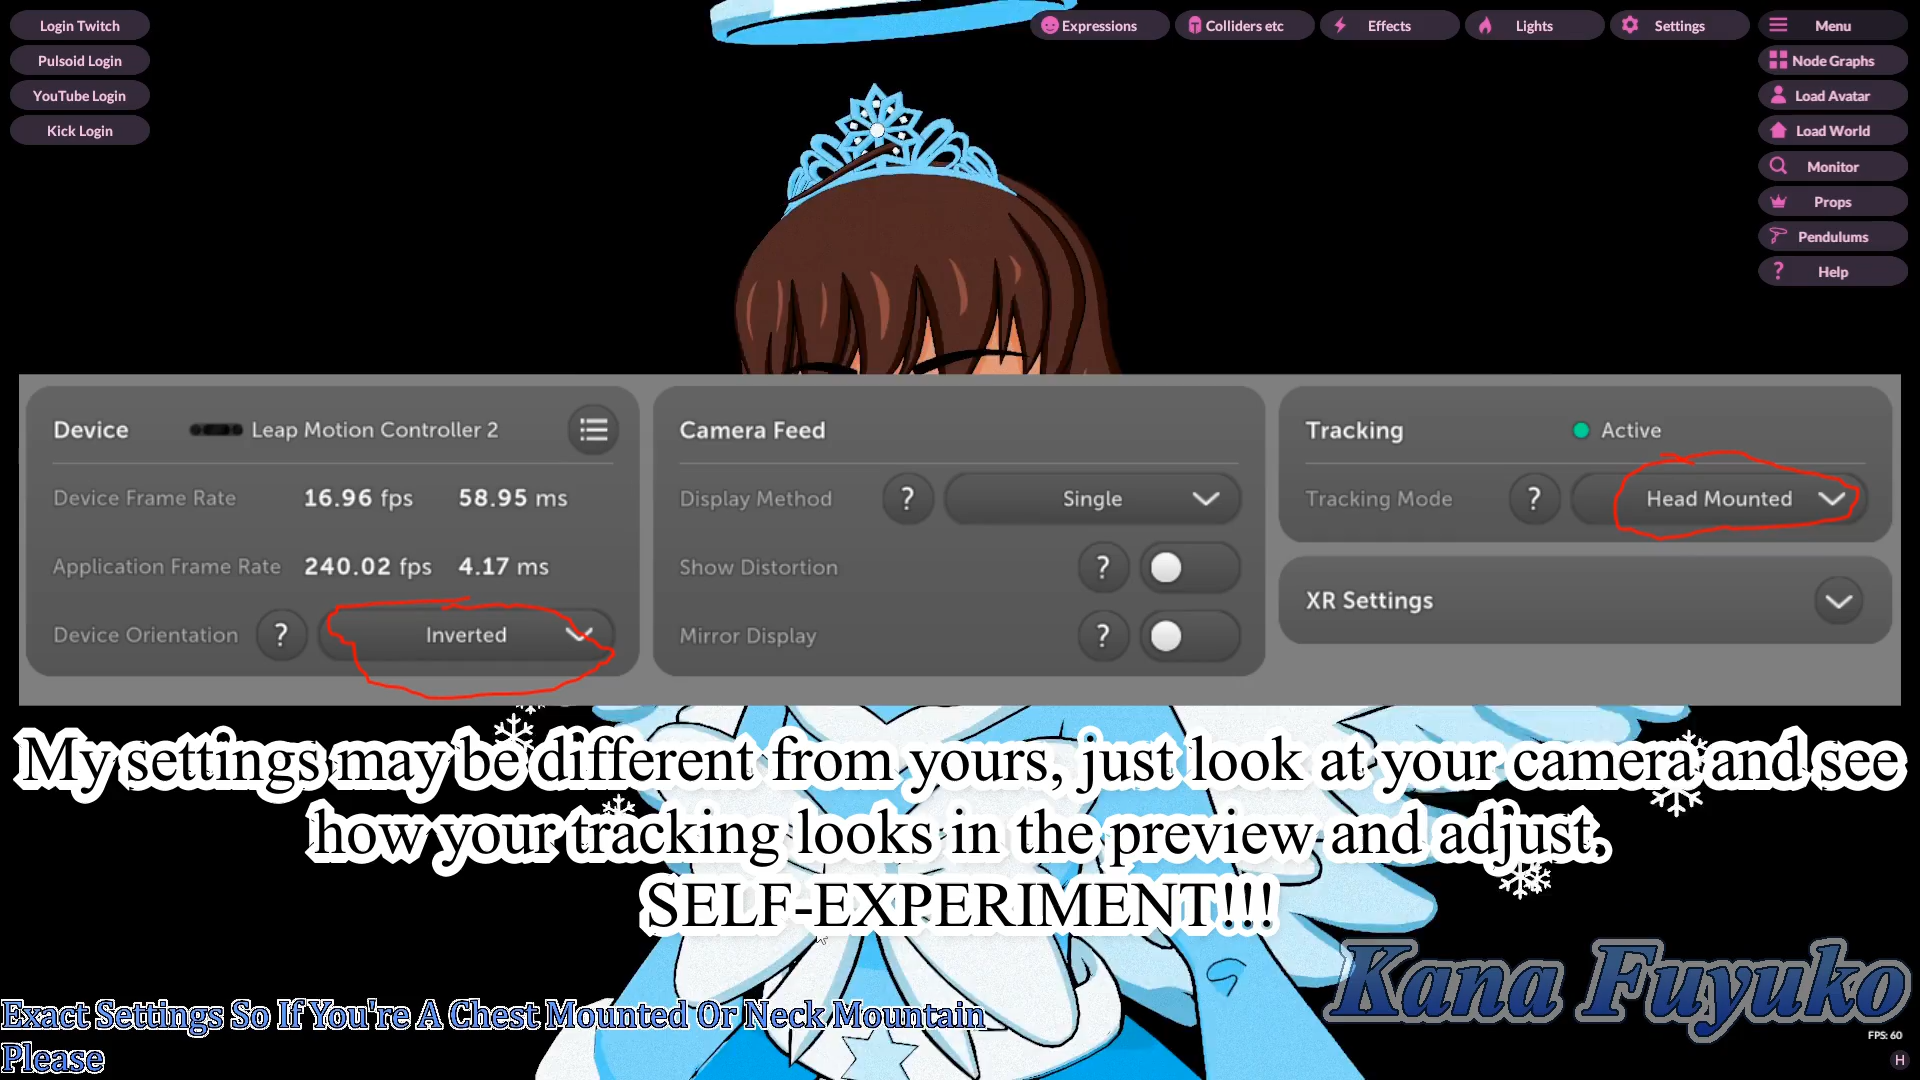 Login Twitch
Pulsoid Login
YouTube Login
Kick Login
Expressions
Colliders etc
Effects
Lights
Settings
Menu
Node Graphs
Load Avatar
Load World
Monitor
Props
Pendulums
Help
Device
Leap Motion Controller 2
Device Frame Rate 16.96 fps 58.95 ms
Application Frame Rate 240.02 fps 4.17 ms
Device Orientation ? Inverted
Camera Feed
Display Method ? Single
Show Distortion ?
Mirror Display ?
Tracking Active
Tracking Mode ? Head Mounted
XR Settings
My settings may be different from yours, just look at your camera and see
how your tracking looks in the preview and adjust,
SELF-EXPERIMENT!!!
Kana Fuyuko
Exact Settings So If You're A Chest Mounted Or Neck Mountain
Please
FPS: 60
H